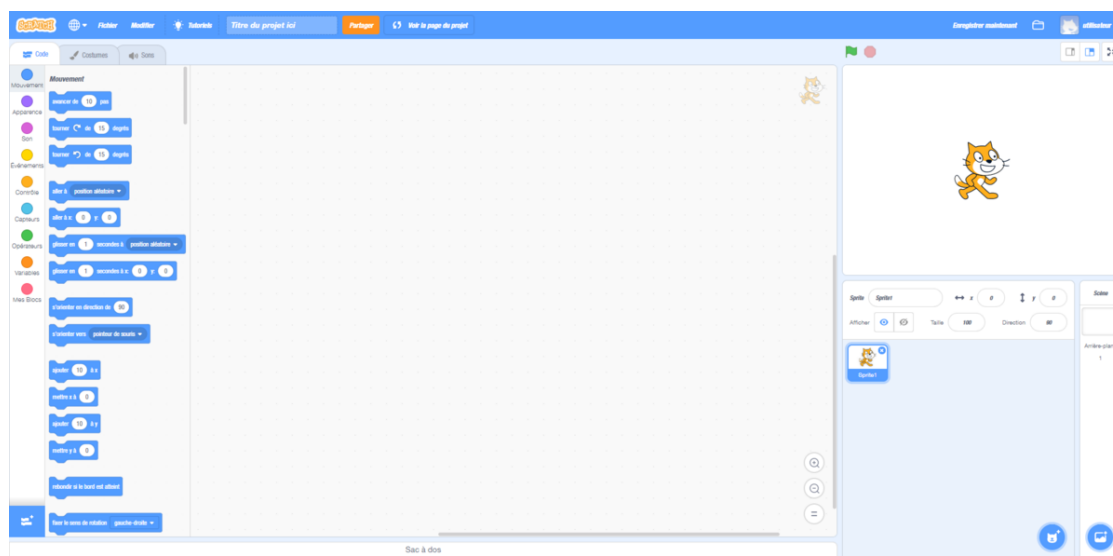 SCRATCH Fichier Modifier Tutoriels Titre du projet ici Partager Voir la page du projet Enregistrer maintenant utilisateur
Code Costumes Sons
Mouvement
Apparence
Son
Événements
Contrôle
Capteurs
Opérateurs
Variables
Mes Blocs
Mouvement
avancer de 10 pas
tourner de 15 degrés
tourner de 15 degrés
aller à position aléatoire
aller à x: 0 y: 0
glisser en 1 secondes à position aléatoire
glisser en 1 secondes à x: 0 y: 0
s'orienter en direction de 90
s'orienter vers pointeur de souris
ajouter 10 à x
mettre x à 0
ajouter 10 à y
mettre y à 0
rebondir si le bord est atteint
fixer le sens de rotation gauche-droite
Sac à dos
Sprite Sprite1 x 0 y 0
Afficher Taille 100 Direction 90
Sprite1
Scène
Arrière-plan
1